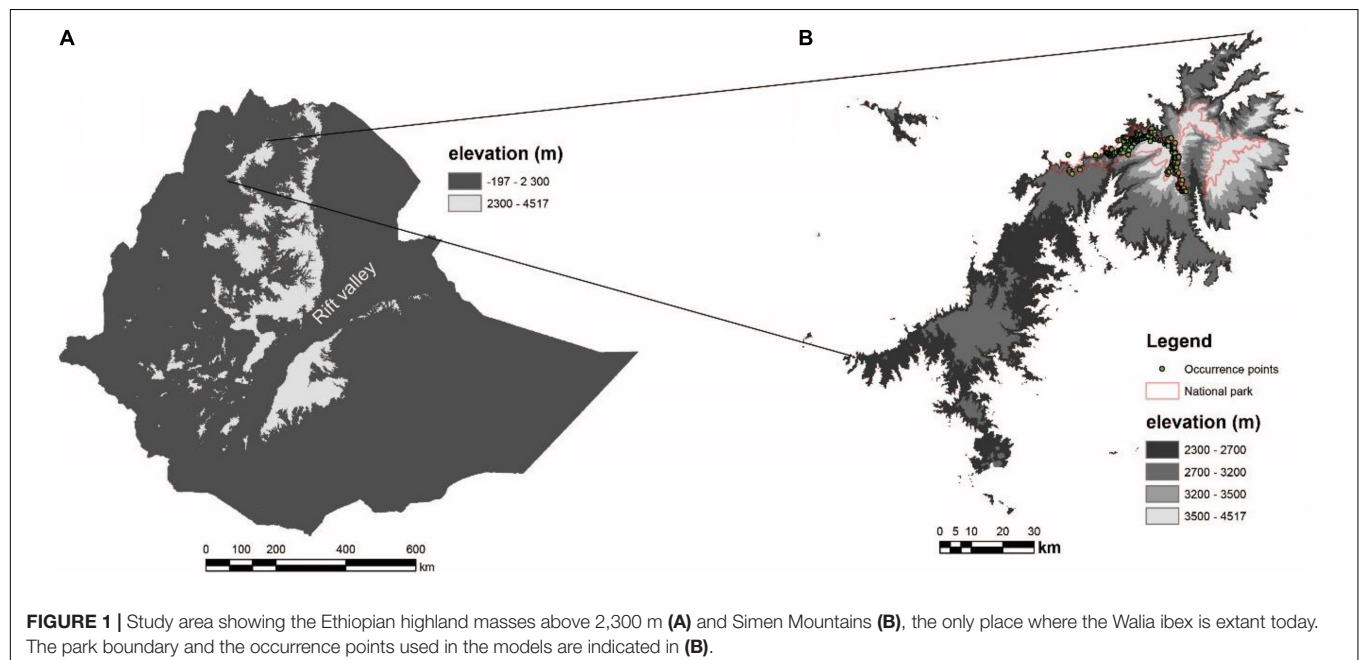 A
elevation (m)
-197 - 2 300
2300 - 4517
Rift valley
0 100 200 400 600
km
B
Legend
Occurrence points
National park
elevation (m)
2300 - 2700
2700 - 3200
3200 - 3500
3500 - 4517
0 5 10 20 30
km
FIGURE 1 | Study area showing the Ethiopian highland masses above 2,300 m (A) and Simen Mountains (B), the only place where the Walia ibex is extant today.
The park boundary and the occurrence points used in the models are indicated in (B).